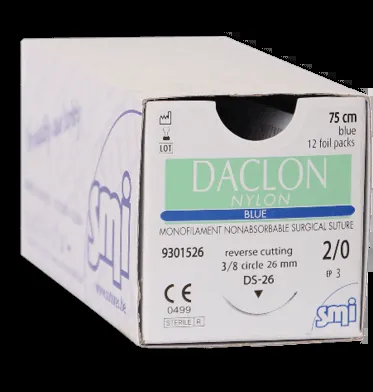 75 cm
blue
12 foil packs
LOT
DACLON
NYLON
BLUE
MONOFILAMENT NONABSORBABLE SURGICAL SUTURE
9301526
reverse cutting
3/8 circle 26 mm
DS-26
2/0
EP 3
CE
0499
STERILE R
smi
smi